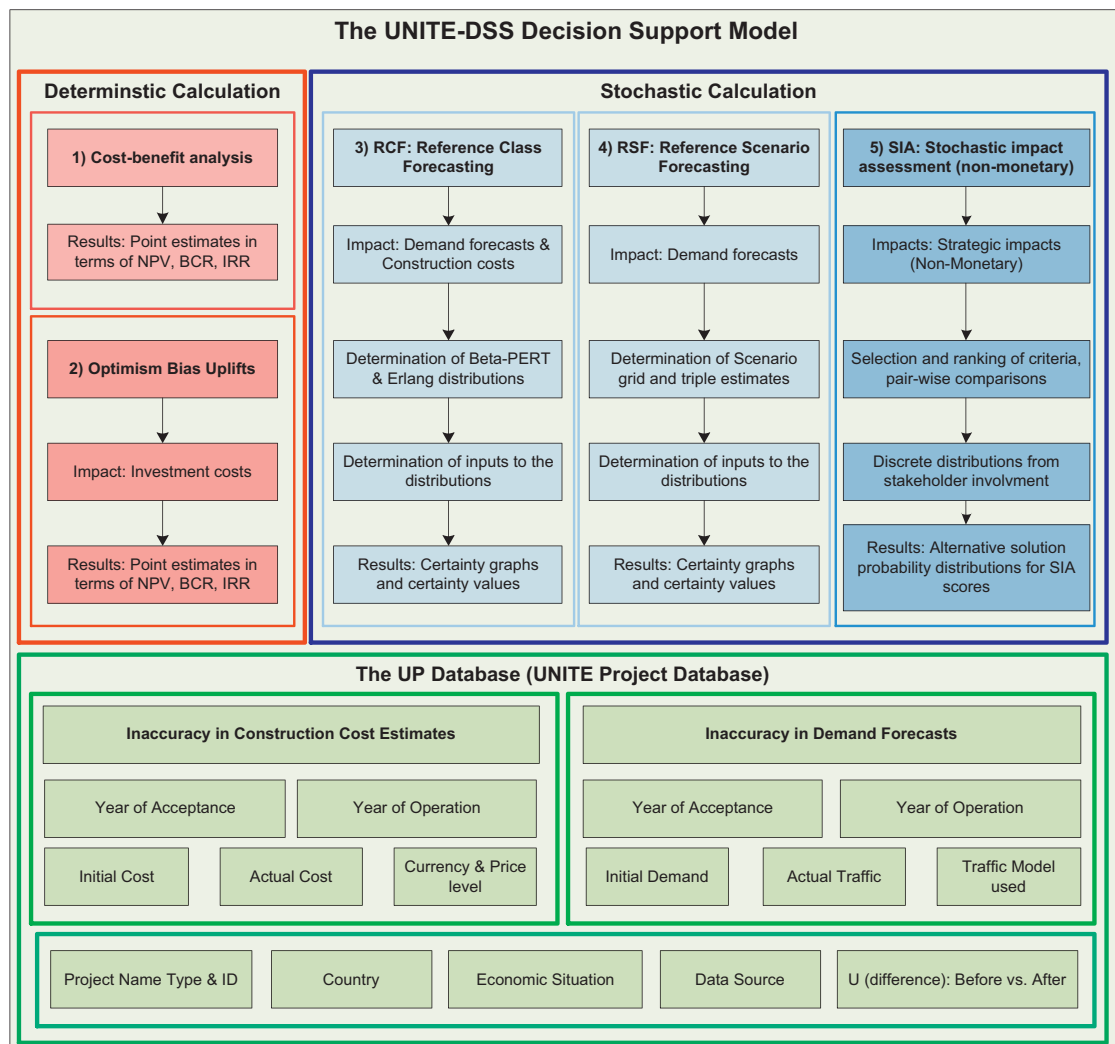 The UNITE-DSS Decision Support Model
Determinstic Calculation
1) Cost-benefit analysis
Results: Point estimates in
terms of NPV, BCR, IRR
2) Optimism Bias Uplifts
Impact: Investment costs
Results: Point estimates in
terms of NPV, BCR, IRR
Stochastic Calculation
3) RCF: Reference Class
Forecasting
Impact: Demand forecasts &
Construction costs
Determination of Beta-PERT
& Erlang distributions
Determination of inputs to the
distributions
Results: Certainty graphs
and certainty values
4) RSF: Reference Scenario
Forecasting
Impact: Demand forecasts
Determination of Scenario
grid and triple estimates
Determination of inputs to the
distributions
Results: Certainty graphs
and certainty values
5) SIA: Stochastic impact
assessment (non-monetary)
Impacts: Strategic impacts
(Non-Monetary)
Selection and ranking of criteria,
pair-wise comparisons
Discrete distributions from
stakeholder involvment
Results: Alternative solution
probability distributions for SIA
scores
The UP Database (UNITE Project Database)
Inaccuracy in Construction Cost Estimates
Year of Acceptance
Year of Operation
Initial Cost
Actual Cost
Currency & Price
level
Inaccuracy in Demand Forecasts
Year of Acceptance
Year of Operation
Initial Demand
Actual Traffic
Traffic Model
used
Project Name Type & ID
Country
Economic Situation
Data Source
U (difference): Before vs. After